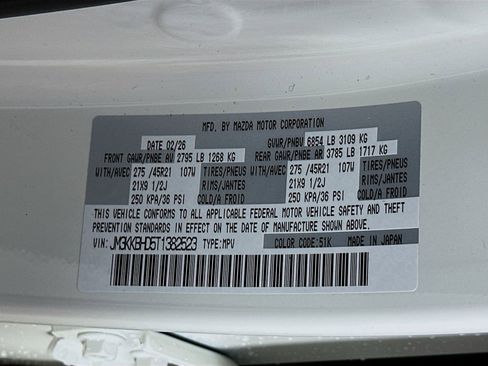 MFD. BY MAZDA MOTOR CORPORATION
DATE 02/26 GVWR/PNBV 6854 LB 3109 KG
FRONT GAWR/PNBE AV 2795 LB 1268 KG REAR GAWR/PNBE AR 3785 LB 1717 KG
WITH/AVEC 275 /45R21 107W TIRES/PNEUS WITH/AVEC 275 /45R21 107W TIRES/PNEUS
21X9 1/2J RIMS/JANTES 21X9 1/2J RIMS/JANTES
250 KPA/36 PSI COLD/A FROID 250 KPA/36 PSI COLD/A FROID
THIS VEHICLE CONFORMS TO ALL APPLICABLE FEDERAL MOTOR VEHICLE SAFETY AND THEFT
PREVENTION STANDARDS IN EFFECT ON THE DATE OF MANUFACTURE SHOWN ABOVE.
VIN: JM3KKBHD5T1382523 TYPE:MPV COLOR CODE:51K MADE IN JAPAN